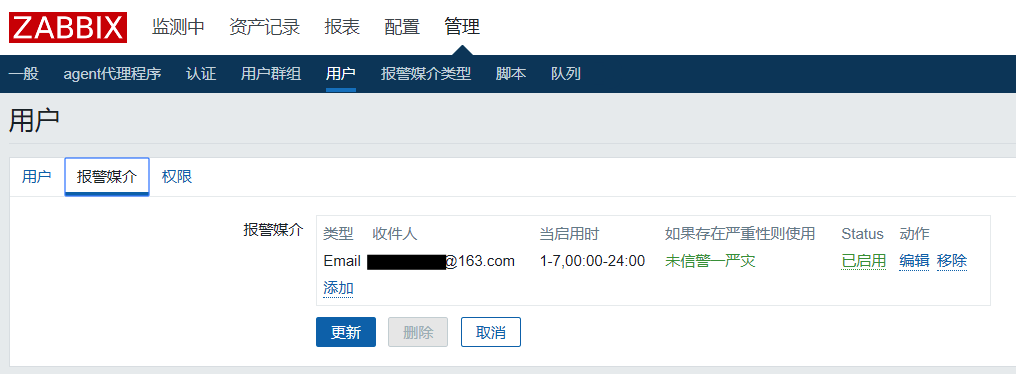 ZABBIX 监测中 资产记录 报表 配置 管理
一般 agent代理程序 认证 用户群组 用户 报警媒介类型 脚本 队列
用户
用户 报警媒介 权限
报警媒介 类型 收件人 当启用时 如果存在严重性则使用 Status 动作
Email @163.com 1-7,00:00-24:00 未信警一严灾 已启用 编辑 移除
添加
更新 删除 取消